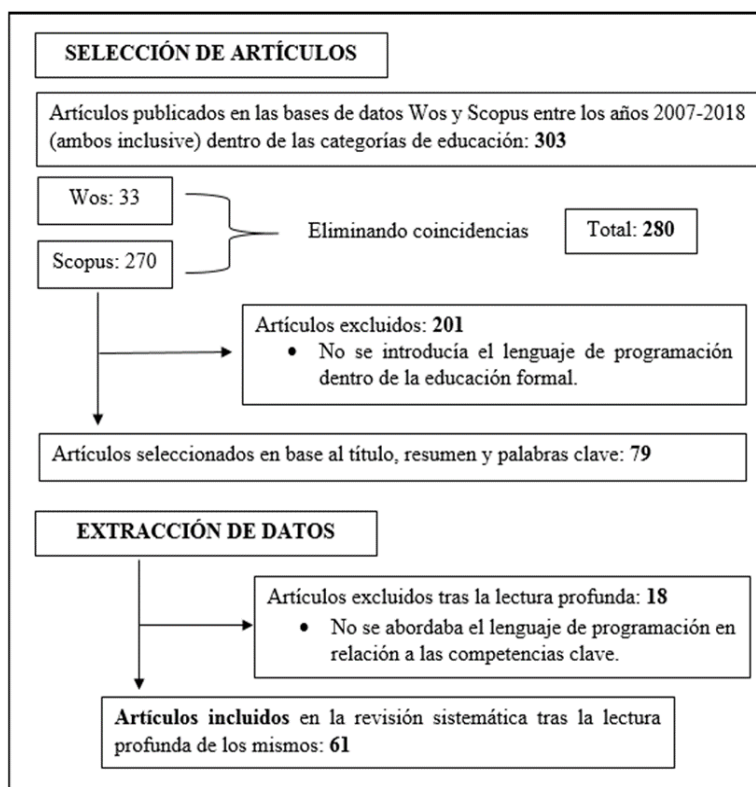 SELECCIÓN DE ARTÍCULOS
Artículos publicados en las bases de datos Wos y Scopus entre los años 2007-2018
(ambos inclusive) dentro de las categorías de educación: 303
Wos: 33
Eliminando coincidencias
Total: 280
Scopus: 270
Artículos excluidos: 201
• No se introducía el lenguaje de programación
dentro de la educación formal.
Artículos seleccionados en base al título, resumen y palabras clave: 79
EXTRACCIÓN DE DATOS
Artículos excluidos tras la lectura profunda: 18
• No se abordaba el lenguaje de programación en
relación a las competencias clave.
Artículos incluidos en la revisión sistemática tras la lectura
profunda de los mismos: 61